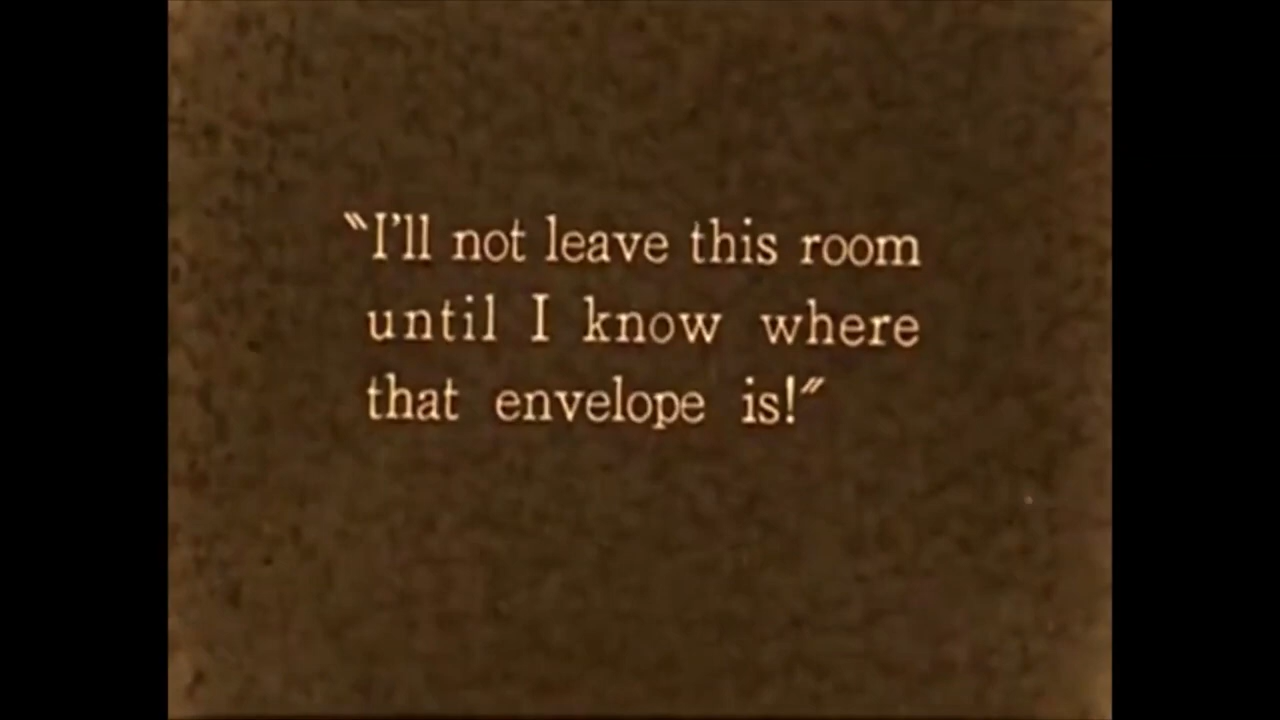 "I'll not leave this room
until I know where
that envelope is!"